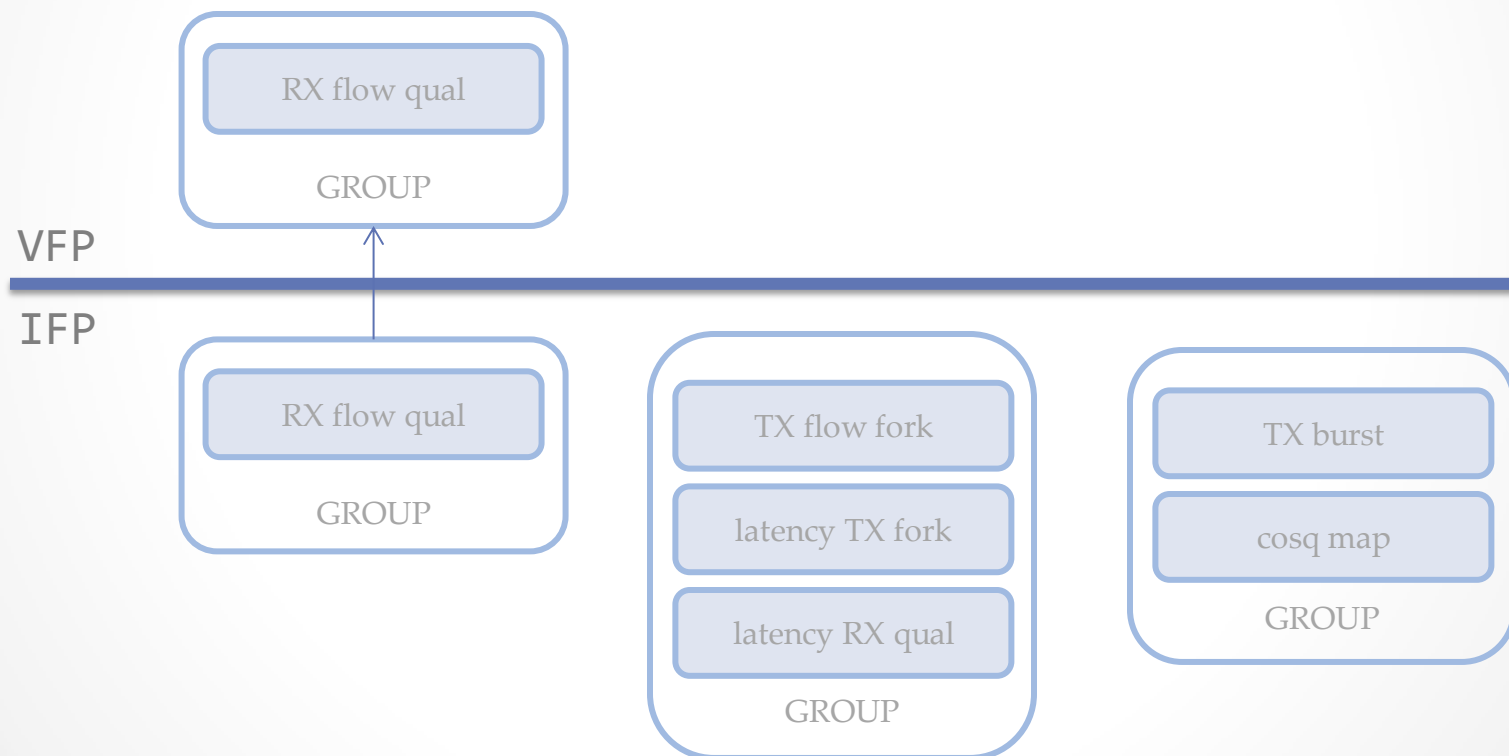 RX flow qual
GROUP
VFP
IFP
RX flow qual
GROUP
TX flow fork
latency TX fork
latency RX qual
GROUP
TX burst
cosq map
GROUP